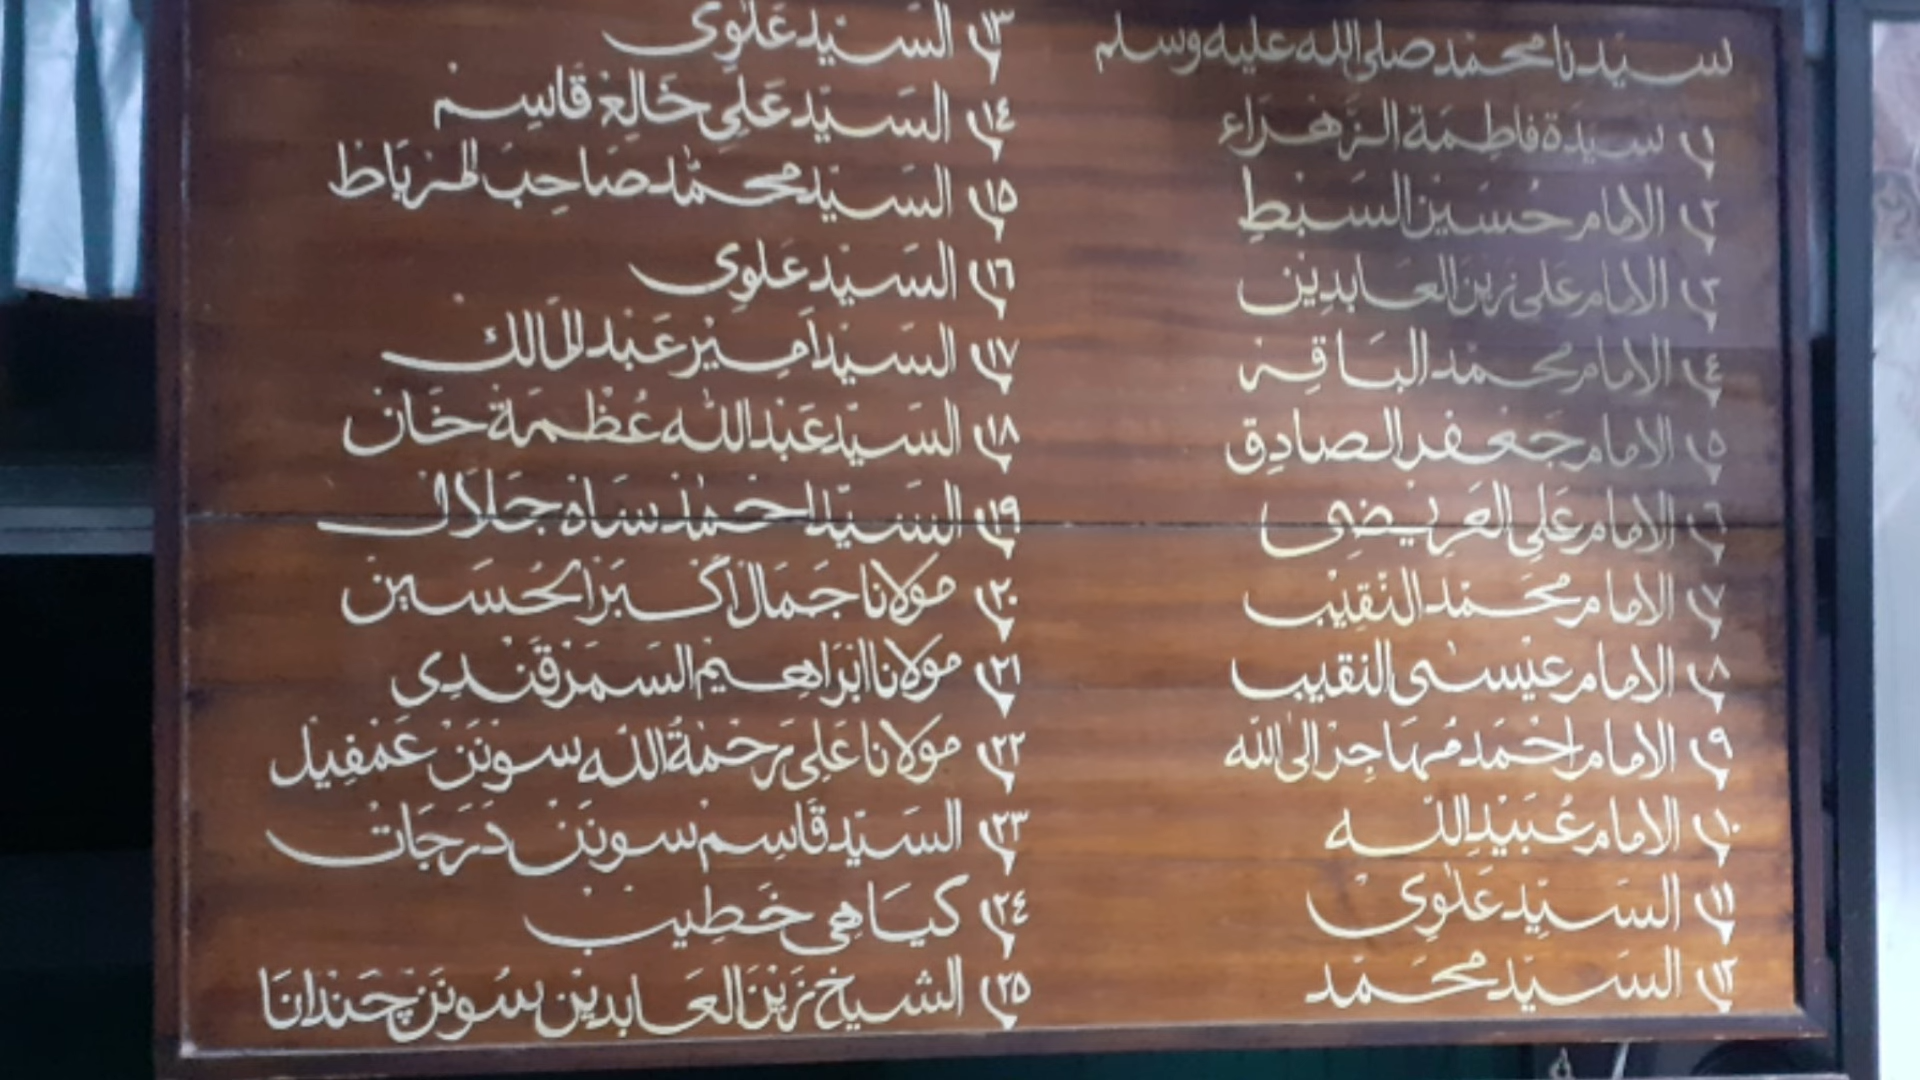 سيدنا محمد صلى الله عليه وسلم
١ سيدة فاطمة الزهراء
٢ الامام حسين السبط
٣ الامام علي زين العابدين
٤ الامام محمد الباقر
٥ الامام جعفر الصادق
٦ الامام علي العريضي
٧ الامام محمد النقيب
٨ الامام عيسى النقيب
٩ الامام احمد مهاجر الى الله
١٠ الامام عبيد الله
١١ السيد علوي
١٢ السيد محمد
١٣ السيد علوي
١٤ السيد علي خالع قاسم
١٥ السيد محمد صاحب المرباط
١٦ السيد علوي
١٧ السيد امير عبد المالك
١٨ السيد عبد الله عظمة خان
١٩ السيد احمد ساه جلال
٢٠ مولانا جمال اكبر الحسين
٢١ مولانا ابراهيم السمرقندي
٢٢ مولانا علي رحمة الله سونن عمفيل
٢٣ السيد قاسم سونن درجات
٢٤ كياهي خطيب
٢٥ الشيخ زين العابدين سونن چندانا